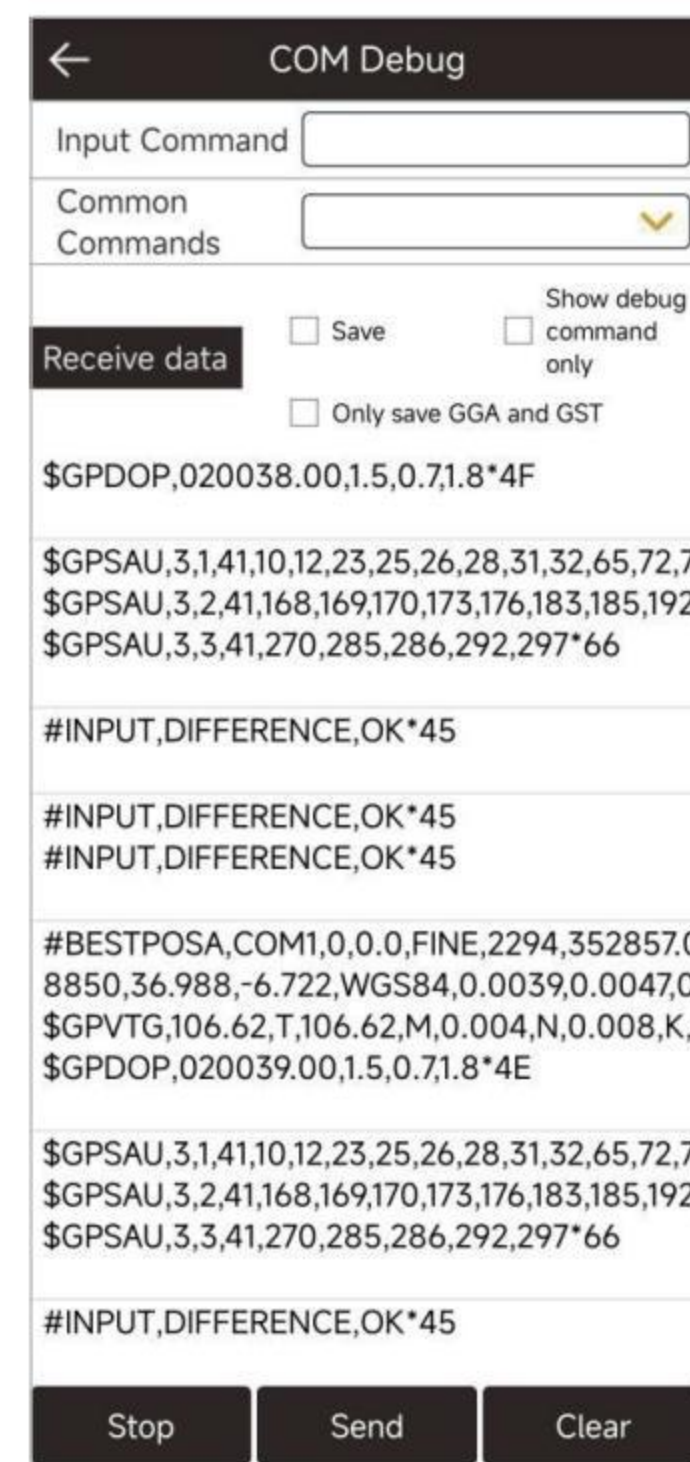 COM Debug
Input Command
Common
Commands
Receive data
Save
Show debug
command
only
Only save GGA and GST
$GPDOP,020038.00,1.5,0.7,1.8*4F
$GPSAU,3,1,41,10,12,23,25,26,28,31,32,65,72,7
$GPSAU,3,2,41,168,169,170,173,176,183,185,192
$GPSAU,3,3,41,270,285,286,292,297*66
#INPUT,DIFFERENCE,OK*45
#INPUT,DIFFERENCE,OK*45
#INPUT,DIFFERENCE,OK*45
#BESTPOSA,COM1,0,0.0,FINE,2294,352857.0
8850,36.988,-6.722,WGS84,0.0039,0.0047,0
$GPVTG,106.62,T,106.62,M,0.004,N,0.008,K,
$GPDOP,020039.00,1.5,0.7,1.8*4E
$GPSAU,3,1,41,10,12,23,25,26,28,31,32,65,72,7
$GPSAU,3,2,41,168,169,170,173,176,183,185,192
$GPSAU,3,3,41,270,285,286,292,297*66
#INPUT,DIFFERENCE,OK*45
Stop
Send
Clear